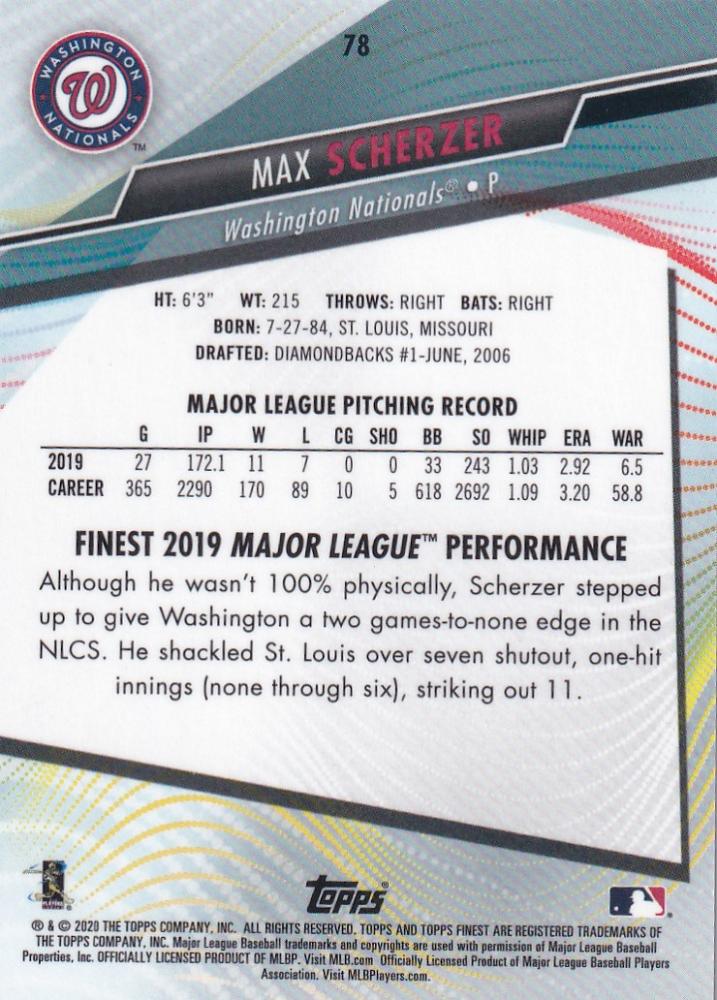 78
WASHINGTON
W
NATIONALS
TM
MAX SCHERZER
Washington Nationals® • P
HT: 6'3" WT: 215 THROWS: RIGHT BATS: RIGHT
BORN: 7-27-84, ST. LOUIS, MISSOURI
DRAFTED: DIAMONDBACKS #1-JUNE, 2006
MAJOR LEAGUE PITCHING RECORD
G IP W L CG SHO BB SO WHIP ERA WAR
2019 27 172.1 11 7 0 0 33 243 1.03 2.92 6.5
CAREER 365 2290 170 89 10 5 618 2692 1.09 3.20 58.8
FINEST 2019 MAJOR LEAGUE™ PERFORMANCE
Although he wasn't 100% physically, Scherzer stepped
up to give Washington a two games-to-none edge in the
NLCS. He shackled St. Louis over seven shutout, one-hit
innings (none through six), striking out 11.
PLAYERS
TOPPS®
® & © 2020 THE TOPPS COMPANY, INC. ALL RIGHTS RESERVED. TOPPS AND TOPPS FINEST ARE REGISTERED TRADEMARKS OF
THE TOPPS COMPANY, INC. Major League Baseball trademarks and copyrights are used with permission of Major League Baseball
Properties, Inc. OFFICIALLY LICENSED PRODUCT OF MLBP. Visit MLB.com Officially Licensed Product of Major League Baseball Players
Association. Visit MLBPlayers.com.